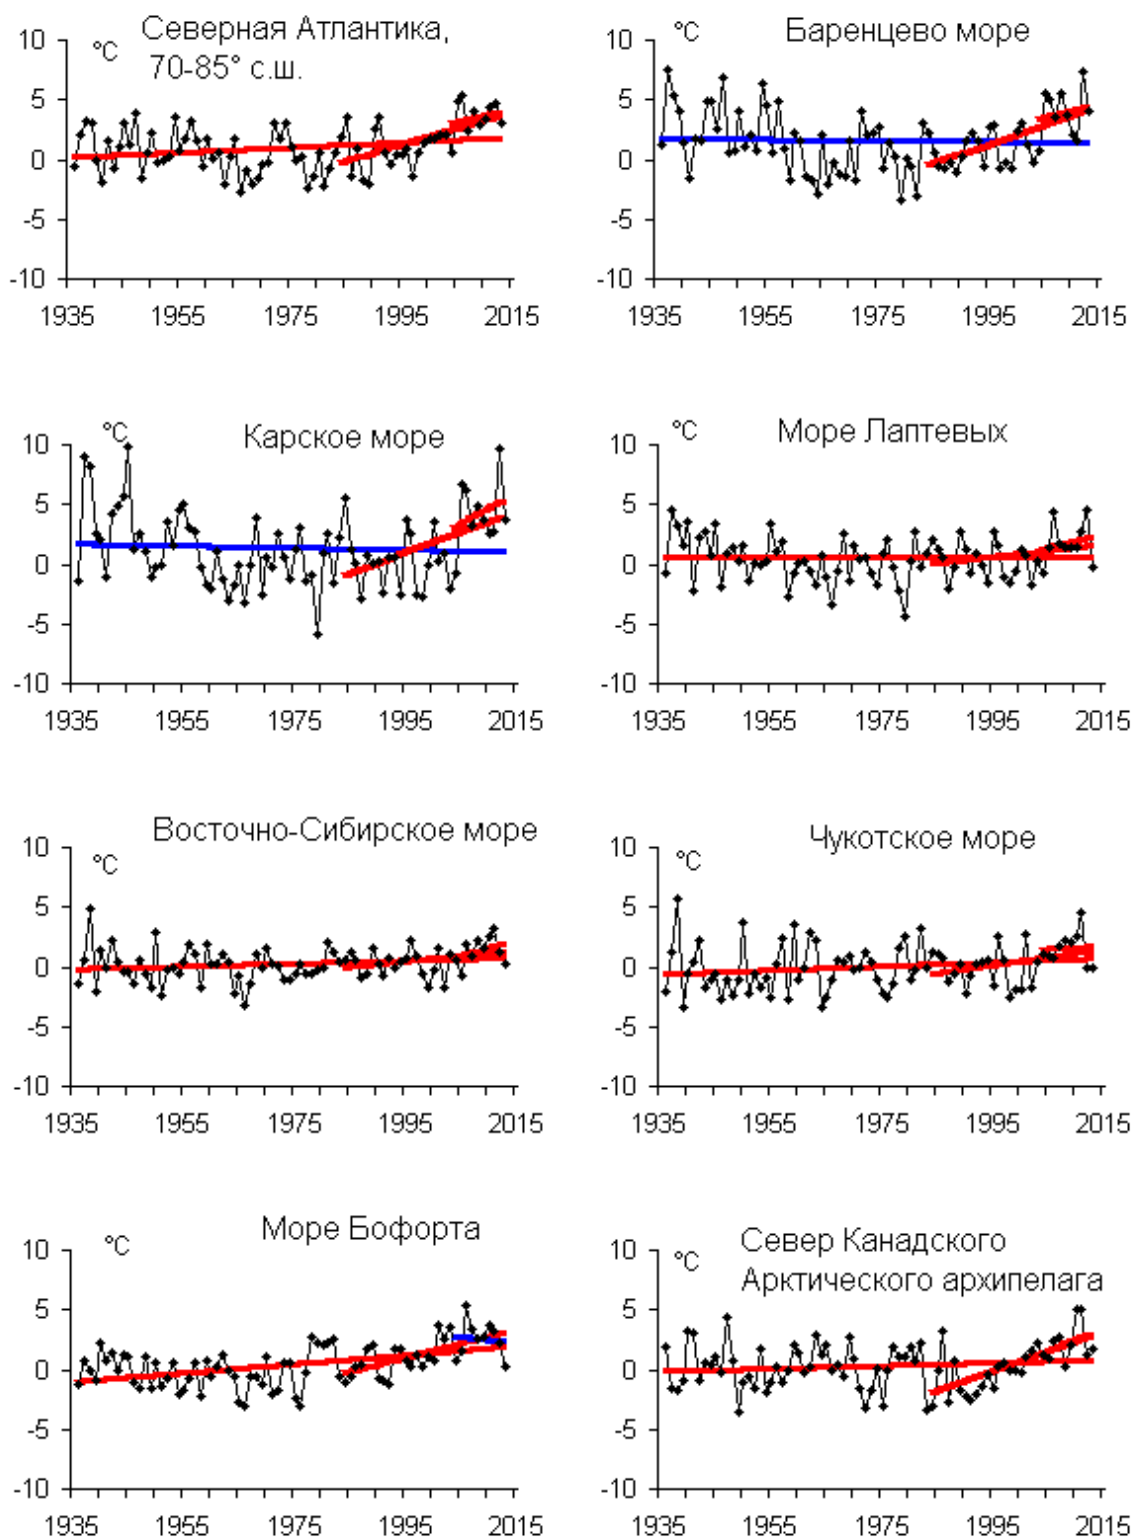 Северная Атлантика,
70-85° с.ш.
°C
10
5
0
-5
-10
1935 1955 1975 1995 2015
Баренцево море
°C
10
5
0
-5
-10
1935 1955 1975 1995 2015
Карское море
°C
10
5
0
-5
-10
1935 1955 1975 1995 2015
Море Лаптевых
°C
10
5
0
-5
-10
1935 1955 1975 1995 2015
Восточно-Сибирское море
°C
10
5
0
-5
-10
1935 1955 1975 1995 2015
Чукотское море
°C
10
5
0
-5
-10
1935 1955 1975 1995 2015
Море Бофорта
°C
10
5
0
-5
-10
1935 1955 1975 1995 2015
Север Канадского
Арктического архипелага
°C
10
5
0
-5
-10
1935 1955 1975 1995 2015